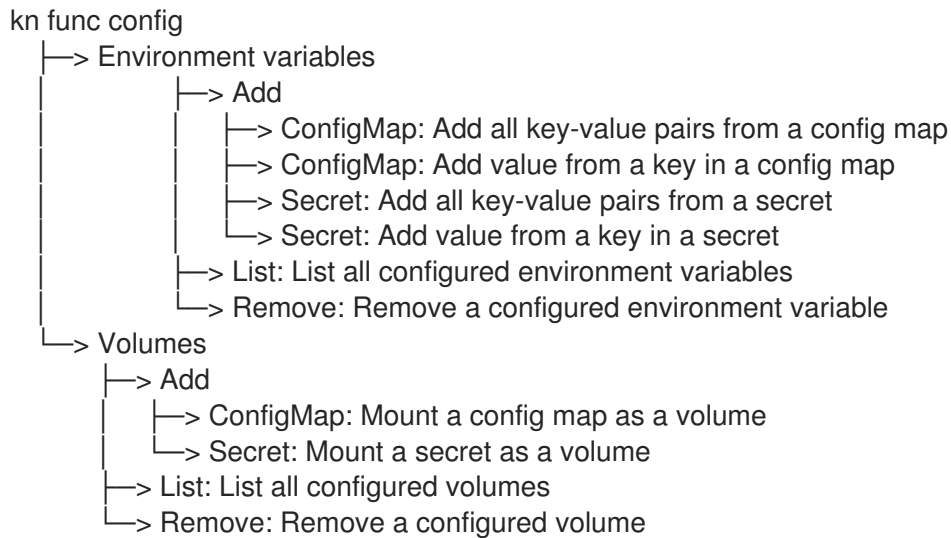 kn func config
├─> Environment variables
│ ├─> Add
│ │ ├─> ConfigMap: Add all key-value pairs from a config map
│ │ ├─> ConfigMap: Add value from a key in a config map
│ │ ├─> Secret: Add all key-value pairs from a secret
│ │ └─> Secret: Add value from a key in a secret
│ ├─> List: List all configured environment variables
│ └─> Remove: Remove a configured environment variable
└─> Volumes
├─> Add
│ ├─> ConfigMap: Mount a config map as a volume
│ └─> Secret: Mount a secret as a volume
├─> List: List all configured volumes
└─> Remove: Remove a configured volume